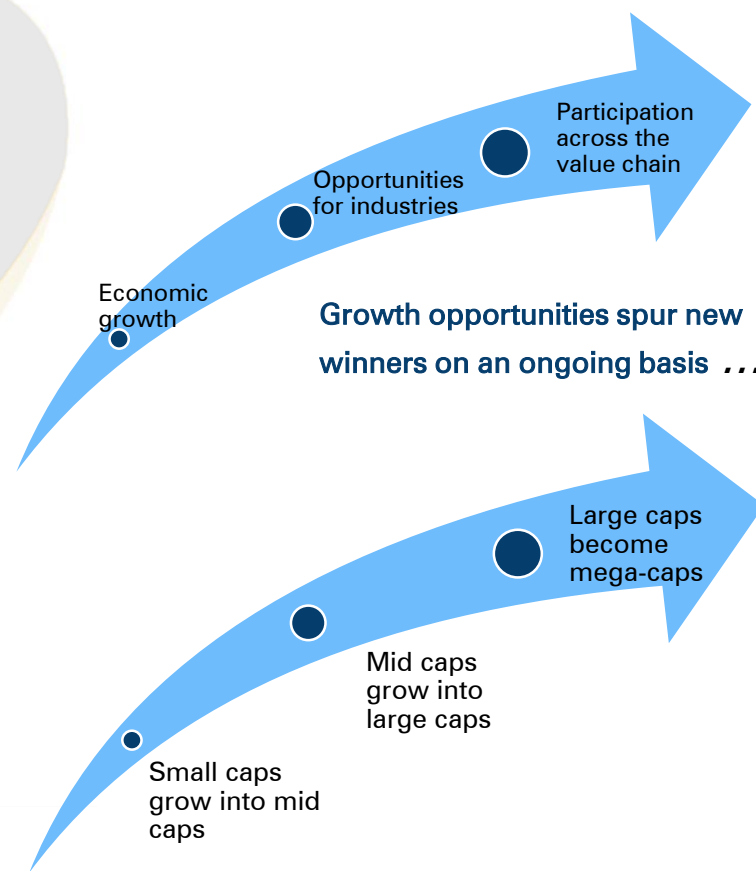 Participation
across the
value chain
Opportunities
for industries
Economic
growth
Growth opportunities spur new
winners on an ongoing basis ...
Large caps
become
mega-caps
Mid caps
grow into
large caps
Small caps
grow into mid
caps